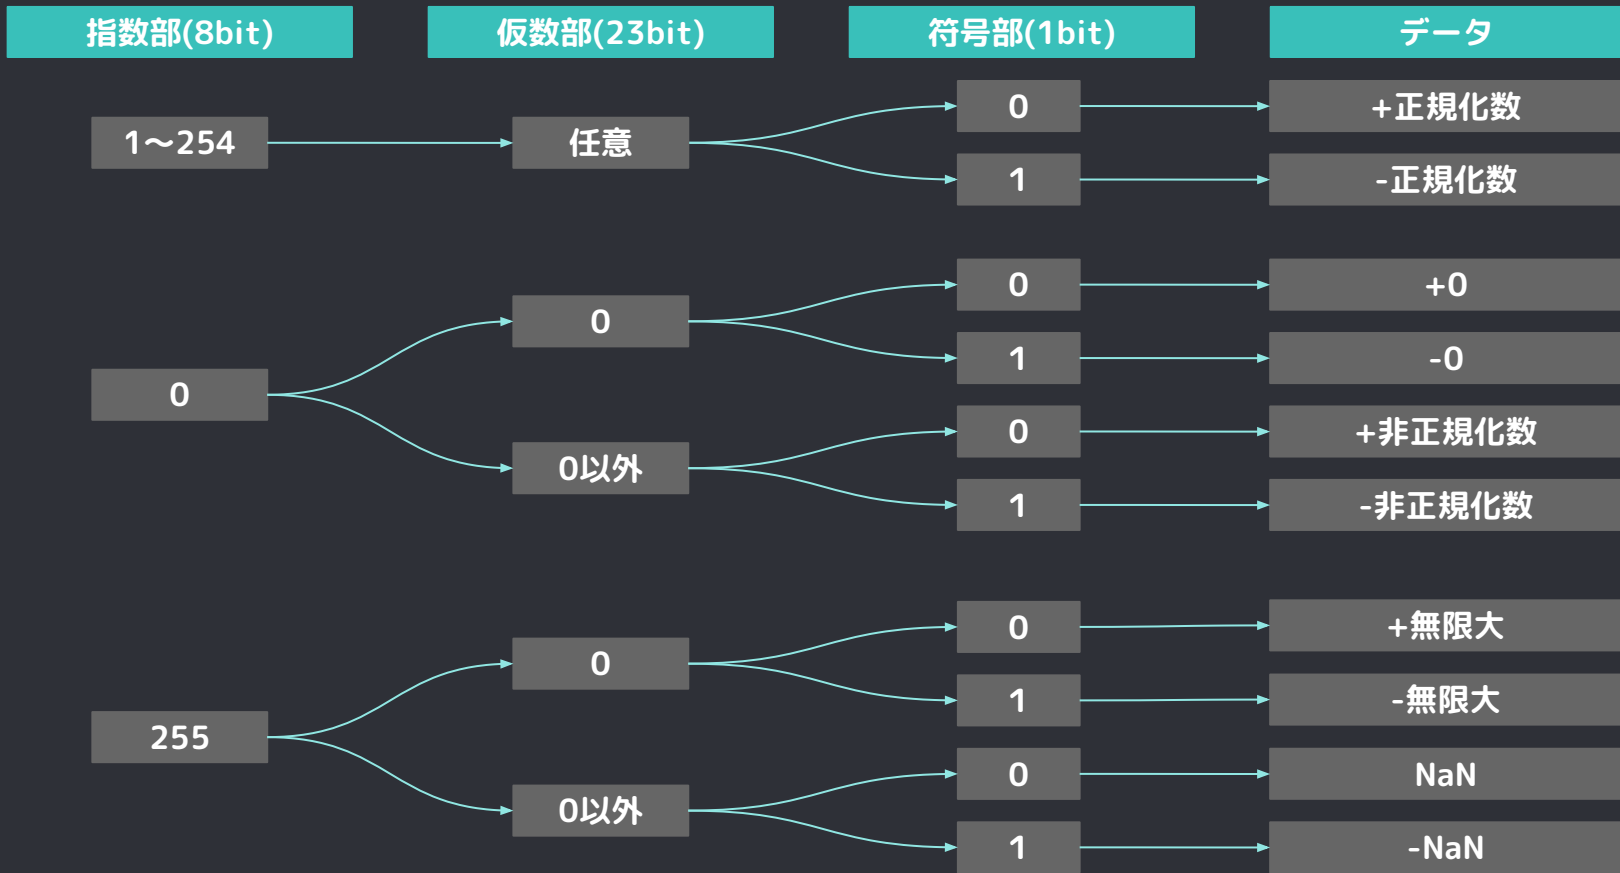 指数部(8bit)
仮数部(23bit)
符号部(1bit)
データ
1〜254
任意
0
+正規化数
1
-正規化数
0
0
0
+0
1
-0
0以外
0
+非正規化数
1
-非正規化数
255
0
0
+無限大
1
-無限大
0以外
0
NaN
1
-NaN